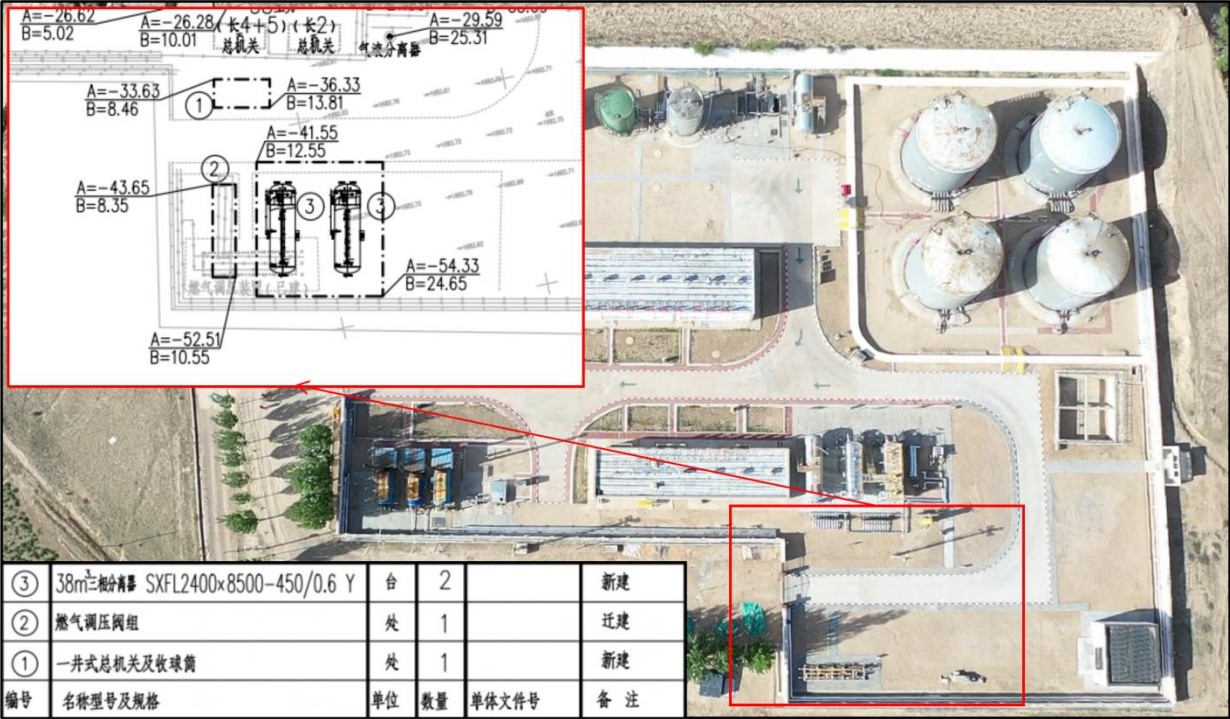 A=-26.62
B=5.02
A=-26.28
B=10.01
(长4+5)
总机关
(长2)
总机关
气液分离器
A=-29.59
B=25.31
A=-33.63
B=8.46
①
A=-36.33
B=13.81
A=-41.55
B=12.55
②
A=-43.65
B=8.35
③
③
A=-54.33
B=24.65
燃气调压装置(已建)
A=-52.51
B=10.55
③ 38m³三相分离器 SXFL2400×8500-450/0.6 Y 台 2 新建
② 燃气调压阀组 处 1 迁建
① 一井式总机关及收球筒 处 1 新建
编号 名称型号及规格 单位 数量 单体文件号 备 注